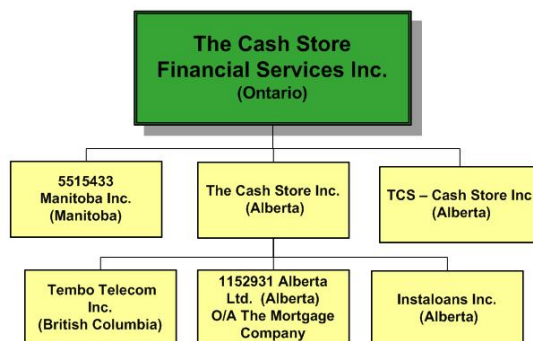 The Cash Store
Financial Services Inc.
(Ontario)
5515433
Manitoba Inc.
(Manitoba)
The Cash Store Inc.
(Alberta)
TCS – Cash Store Inc
(Alberta)
Tembo Telecom
Inc.
(British Columbia)
1152931 Alberta
Ltd. (Alberta)
O/A The Mortgage
Company
Instaloans Inc.
(Alberta)